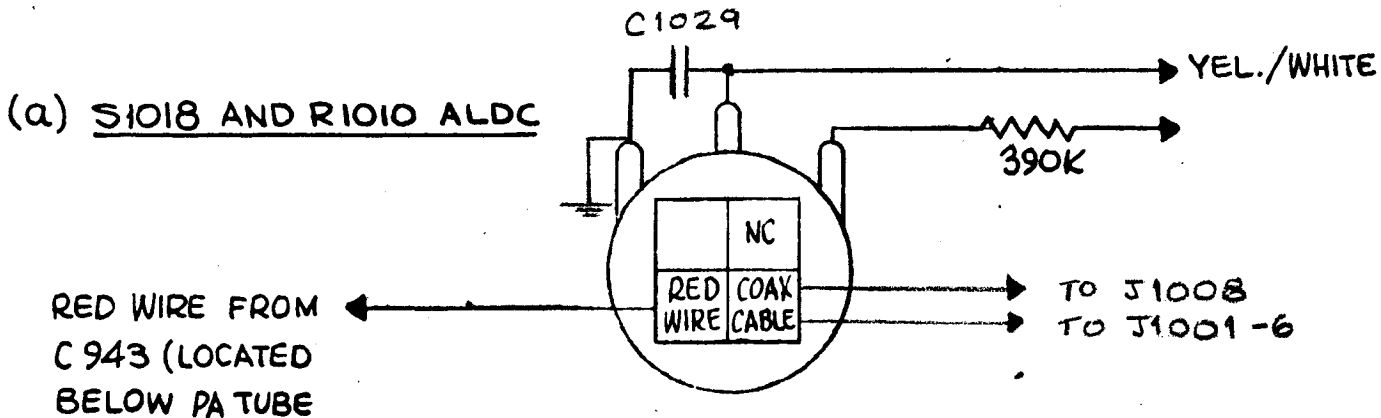 C1029
YEL./WHITE
(a) S1018 AND R1010 ALDC
390K
NC
RED WIRE
COAX CABLE
TO J1008
TO J1001-6
RED WIRE FROM
C 943 (LOCATED
BELOW PA TUBE